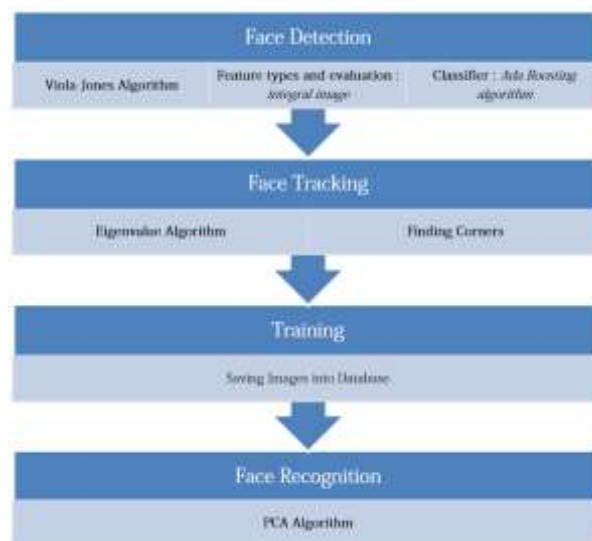 Face Detection
Viola Jones Algorithm
Feature types and evaluation :
integral image
Classifier : Ada Boosting
algorithm
Face Tracking
Eigenvalue Algorithm
Finding Corners
Training
Saving Images into Database
Face Recognition
PCA Algorithm